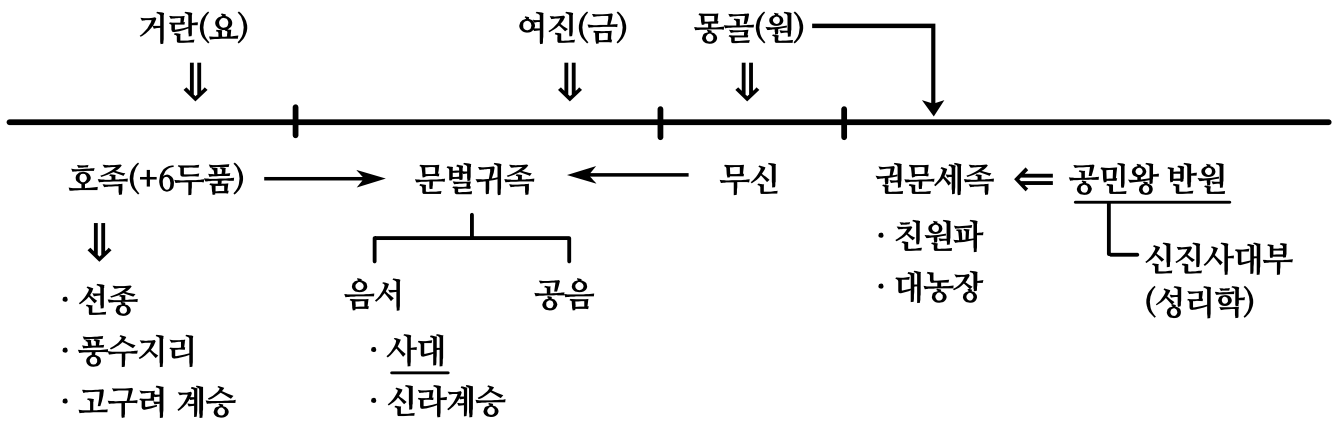 거란(요) 여진(금) 몽골(원)
호족(+6두품) 문벌귀족 무신 권문세족 공민왕 반원
· 친원파
신진사대부
· 대농장
(성리학)
· 선종
음서 공음
· 풍수지리
· 사대
· 고구려 계승
· 신라계승